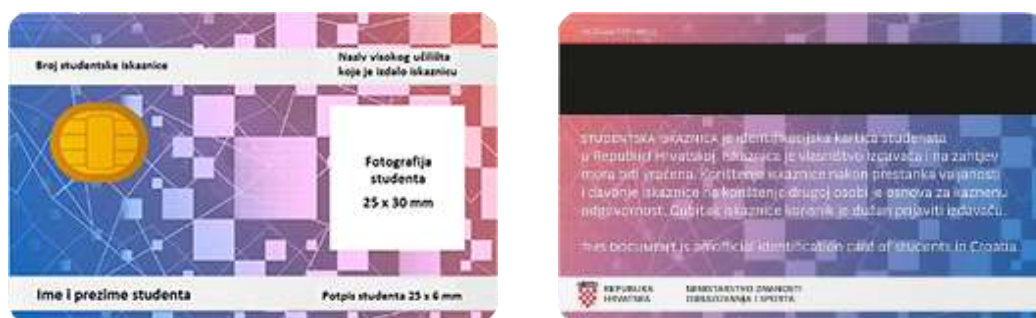 Broj studentske iskaznice
Naziv visokog učilišta
koje je izdalo iskaznicu
Fotografija
studenta
25 x 30 mm
Ime i prezime studenta
Potpis studenta 25 x 6 mm
STUDENTSKA ISKAZNICA je identifikacijska kartica studenata
u Republici Hrvatskoj. Iskaznica je vlasništvo izdavača i na zahtjev
mora biti vraćena. Korištenje iskaznice nakon prestanka valjanosti
i davanje iskaznice na korištenje drugoj osobi je osnova za kaznenu
odgovornost. Gubitak iskaznice korisnik je dužan prijaviti izdavaču.
THIS DOCUMENT is an official identification card of students in Croatia.
REPUBLIKA
HRVATSKA
MINISTARSTVO ZNANOSTI
OBRAZOVANJA I SPORTA